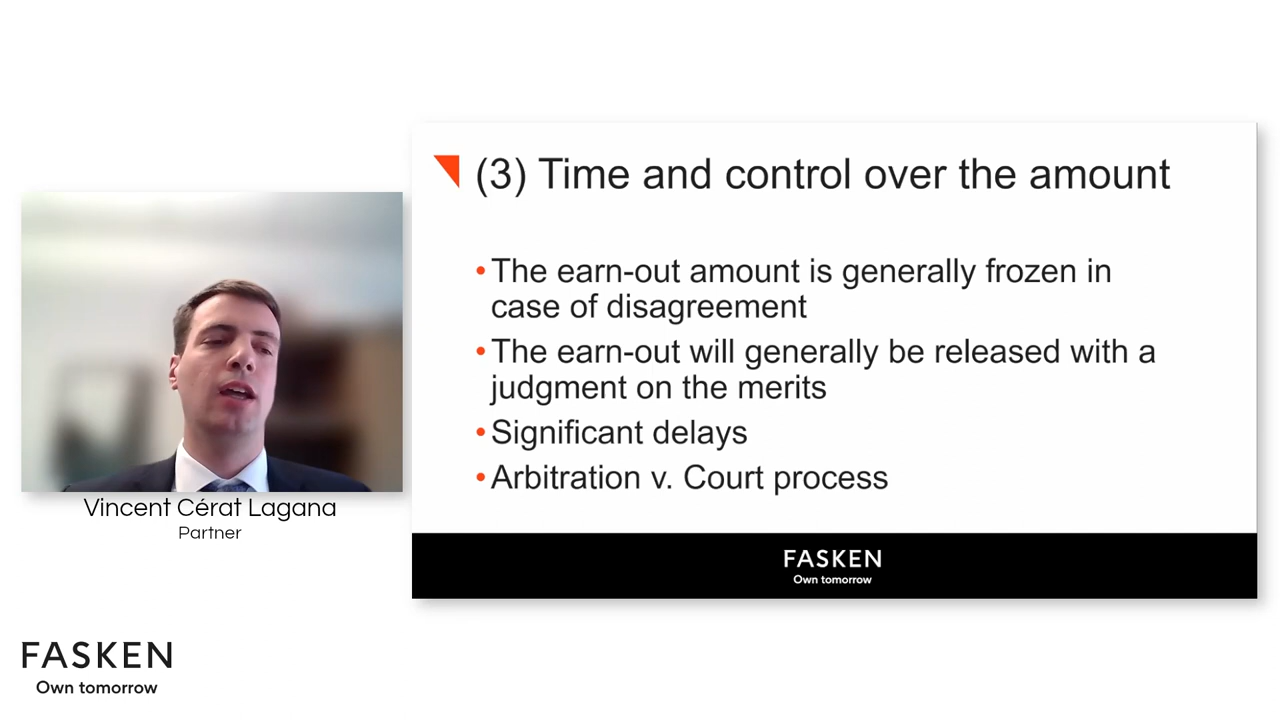 (3) Time and control over the amount
•The earn-out amount is generally frozen in
case of disagreement
•The earn-out will generally be released with a
judgment on the merits
•Significant delays
•Arbitration v. Court process
FASKEN
Own tomorrow
Vincent Cérat Lagana
Partner
FASKEN
Own tomorrow